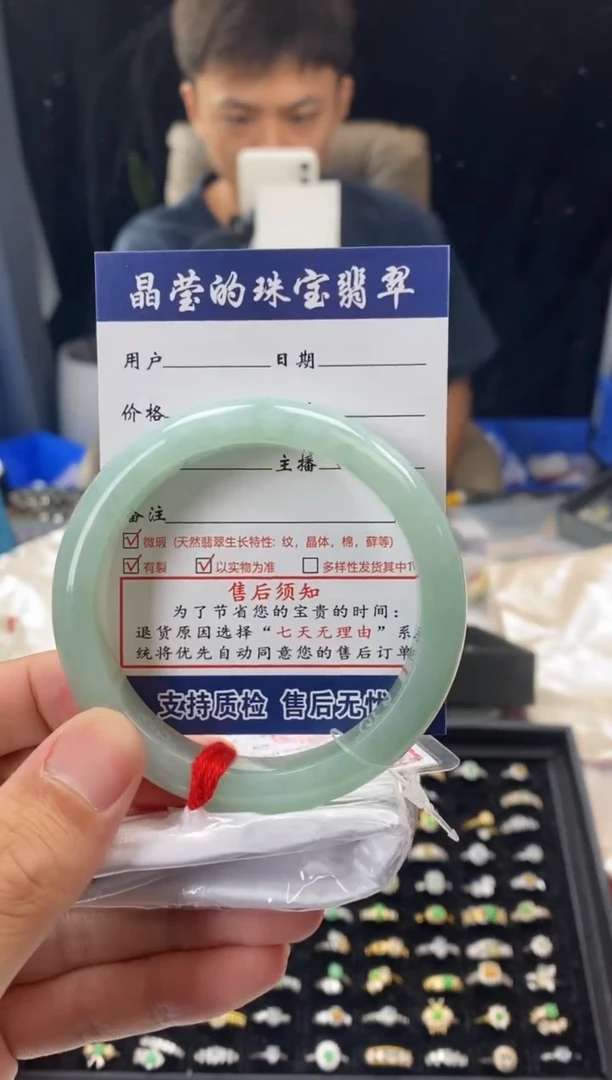 晶莹的珠宝翡翠
用户 日期
价格
主播
备注
微瑕 (天然翡翠生长特性: 纹, 晶体, 棉, 藓等)
有裂 以实物为准 多样性发货其中1
售后须知
为了节省您的宝贵的时间:
退货原因选择“七天无理由”系
统将优先自动同意您的售后订单
支持质检 售后无忧